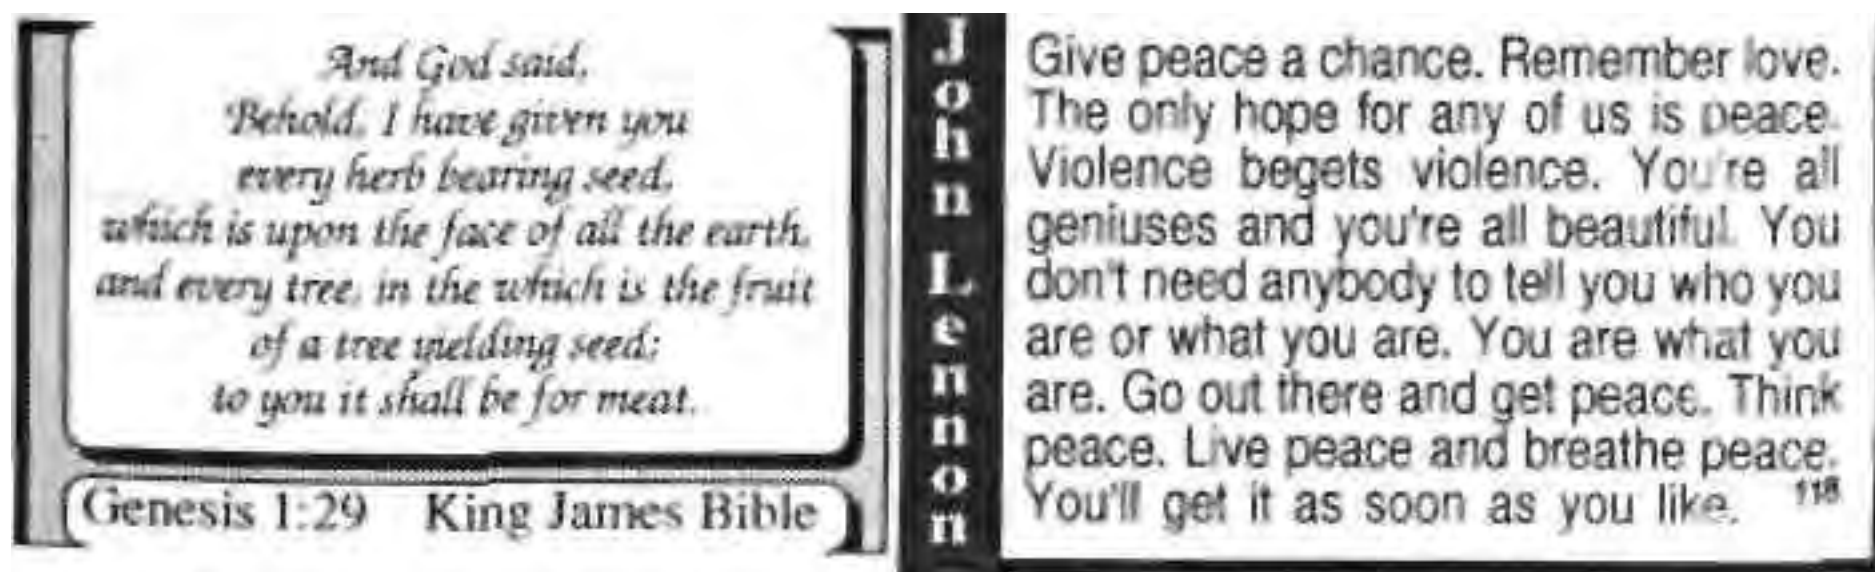 And God said,
Behold, I have given you
every herb bearing seed,
which is upon the face of all the earth,
and every tree, in the which is the fruit
of a tree yielding seed;
to you it shall be for meat.
Genesis 1:29 King James Bible
John Lennon
Give peace a chance. Remember love.
The only hope for any of us is peace.
Violence begets violence. You're all
geniuses and you're all beautiful. You
don't need anybody to tell you who you
are or what you are. You are what you
are. Go out there and get peace. Think
peace. Live peace and breathe peace.
You'll get it as soon as you like. 118